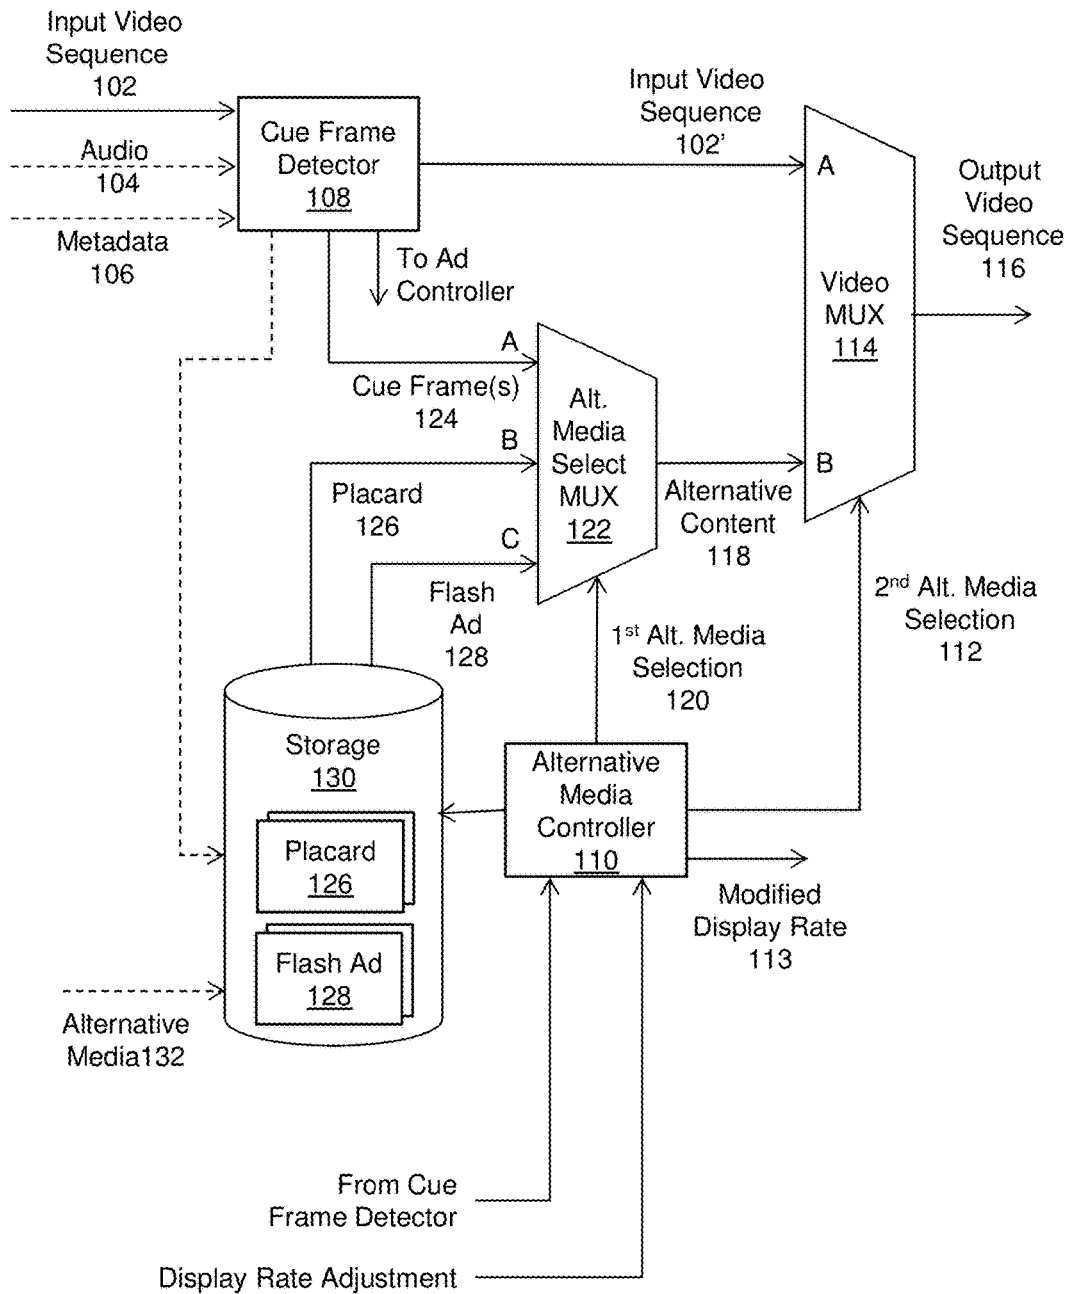 Input Video
Sequence
102
Audio
104
Metadata
106
Cue Frame
Detector
108
To Ad
Controller
Input Video
Sequence
102’
A
Video
MUX
114
B
Output
Video
Sequence
116
A
Cue Frame(s)
124
B
Placard
126
C
Flash
Ad
128
Alt.
Media
Select
MUX
122
Alternative
Content
118
1st Alt. Media
Selection
120
2nd Alt. Media
Selection
112
Storage
130
Placard
126
Flash Ad
128
Alternative
Media
Controller
110
Modified
Display Rate
113
Alternative
Media132
From Cue
Frame Detector
Display Rate Adjustment